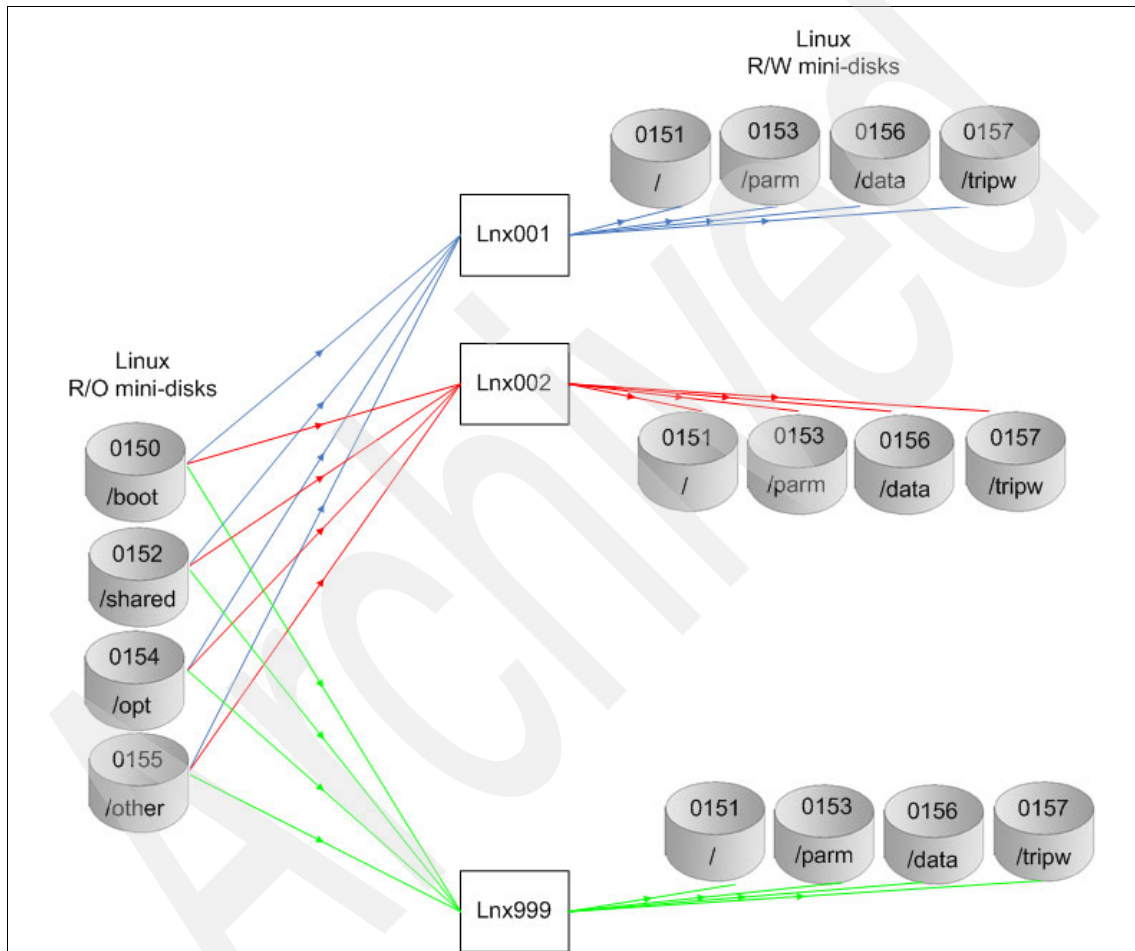 Linux
R/W mini-disks
0151
/
0153
/parm
0156
/data
0157
/tripw
Lnx001
Linux
R/O mini-disks
Lnx002
0150
/boot
0151
/
0153
/parm
0156
/data
0157
/tripw
0152
/shared
0154
/opt
0155
/other
0151
/
0153
/parm
0156
/data
0157
/tripw
Lnx999
Archived